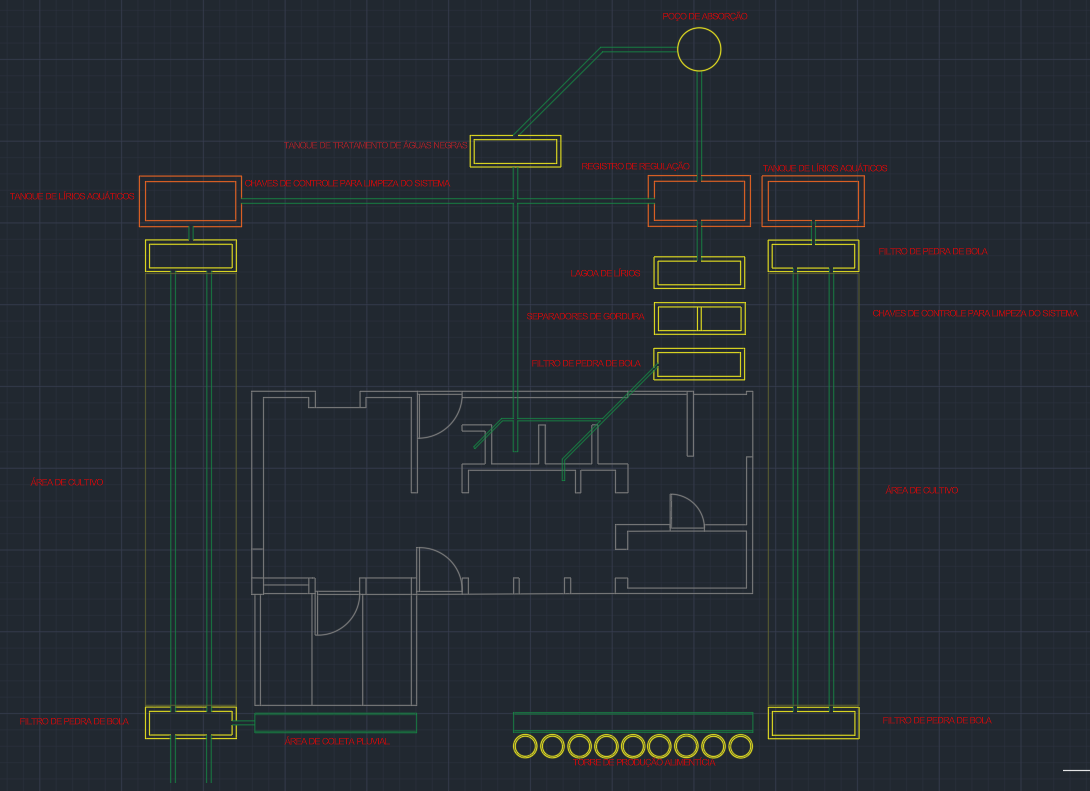 POÇO DE ABSORÇÃO
TANQUE DE TRATAMENTO DE ÁGUAS NEGRAS
REGISTRO DE REGULAÇÃO
TANQUE DE LÍRIOS AQUÁTICOS
CHAVES DE CONTROLE PARA LIMPEZA DO SISTEMA
TANQUE DE LÍRIOS AQUÁTICOS
FILTRO DE PEDRA DE BOLA
LAGOA DE LÍRIOS
CHAVES DE CONTROLE PARA LIMPEZA DO SISTEMA
SEPARADORES DE GORDURA
FILTRO DE PEDRA DE BOLA
ÁREA DE CULTIVO
ÁREA DE CULTIVO
FILTRO DE PEDRA DE BOLA
FILTRO DE PEDRA DE BOLA
ÁREA DE COLETA PLUVIAL
TORRE DE PRODUÇÃO ALIMENTÍCIA